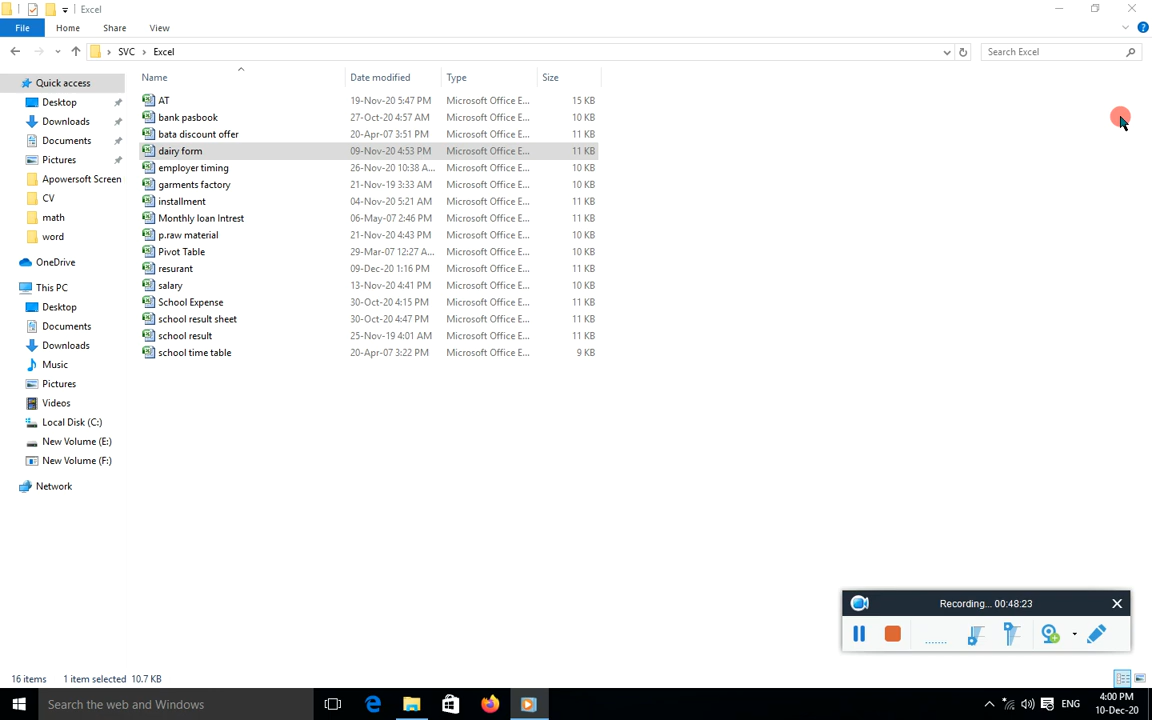 Excel
File Home Share View
SVC Excel Search Excel
Name Date modified Type Size
Quick access
Desktop
Downloads
Documents
Pictures
Apowersoft Screen
CV
math
word
OneDrive
This PC
Desktop
Documents
Downloads
Music
Pictures
Videos
Local Disk (C:)
New Volume (E:)
New Volume (F:)
Network
AT 19-Nov-20 5:47 PM Microsoft Office E... 15 KB
bank pasbook 27-Oct-20 4:57 AM Microsoft Office E... 10 KB
bata discount offer 20-Apr-07 3:51 PM Microsoft Office E... 11 KB
dairy form 09-Nov-20 4:53 PM Microsoft Office E... 11 KB
employer timing 26-Nov-20 10:38 A... Microsoft Office E... 10 KB
garments factory 21-Nov-19 3:33 AM Microsoft Office E... 10 KB
installment 04-Nov-20 5:21 AM Microsoft Office E... 11 KB
Monthly loan Intrest 06-May-07 2:46 PM Microsoft Office E... 11 KB
p.raw material 21-Nov-20 4:43 PM Microsoft Office E... 10 KB
Pivot Table 29-Mar-07 12:27 A... Microsoft Office E... 10 KB
resurant 09-Dec-20 1:16 PM Microsoft Office E... 11 KB
salary 13-Nov-20 4:41 PM Microsoft Office E... 10 KB
School Expense 30-Oct-20 4:15 PM Microsoft Office E... 11 KB
school result sheet 30-Oct-20 4:47 PM Microsoft Office E... 11 KB
school result 25-Nov-19 4:01 AM Microsoft Office E... 11 KB
school time table 20-Apr-07 3:22 PM Microsoft Office E... 9 KB
Recording... 00:48:23
16 items 1 item selected 10.7 KB
Search the web and Windows
ENG
4:00 PM
10-Dec-20